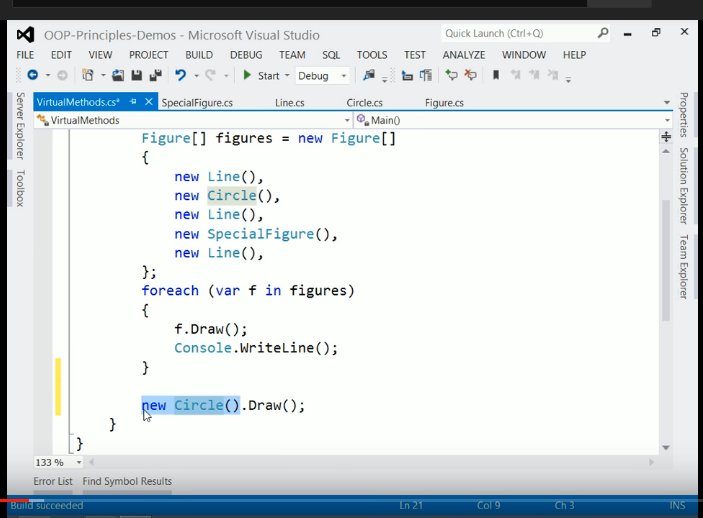 OOP-Principles-Demos - Microsoft Visual Studio
Quick Launch (Ctrl+Q)
FILE EDIT VIEW PROJECT BUILD DEBUG TEAM SQL TOOLS TEST ANALYZE WINDOW HELP
Start Debug
VirtualMethods.cs* SpecialFigure.cs Line.cs Circle.cs Figure.cs
VirtualMethods Main()
Server Explorer
Toolbox
Figure[] figures = new Figure[]
{
new Line(),
new Circle(),
new Line(),
new SpecialFigure(),
new Line(),
};
foreach (var f in figures)
{
f.Draw();
Console.WriteLine();
}
new Circle().Draw();
}
}
Properties
Solution Explorer
Team Explorer
133 %
Error List Find Symbol Results
Build succeeded Ln 21 Col 9 Ch 3 INS